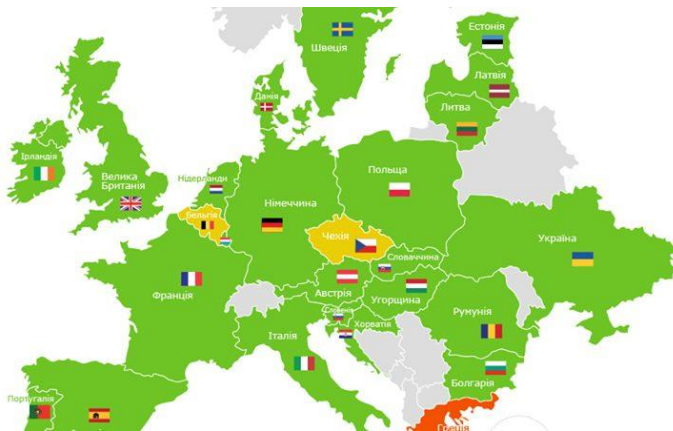 Естонія
Швеція
Латвія
Данія
Литва
Ірландія
Велика
Британія
Нідерланди
Польща
Німеччина
Бельгія
Чехія
Україна
Словаччина
Франція
Австрія
Угорщина
Румунія
Словенія
Хорватія
Італія
Болгарія
Португалія
Греція